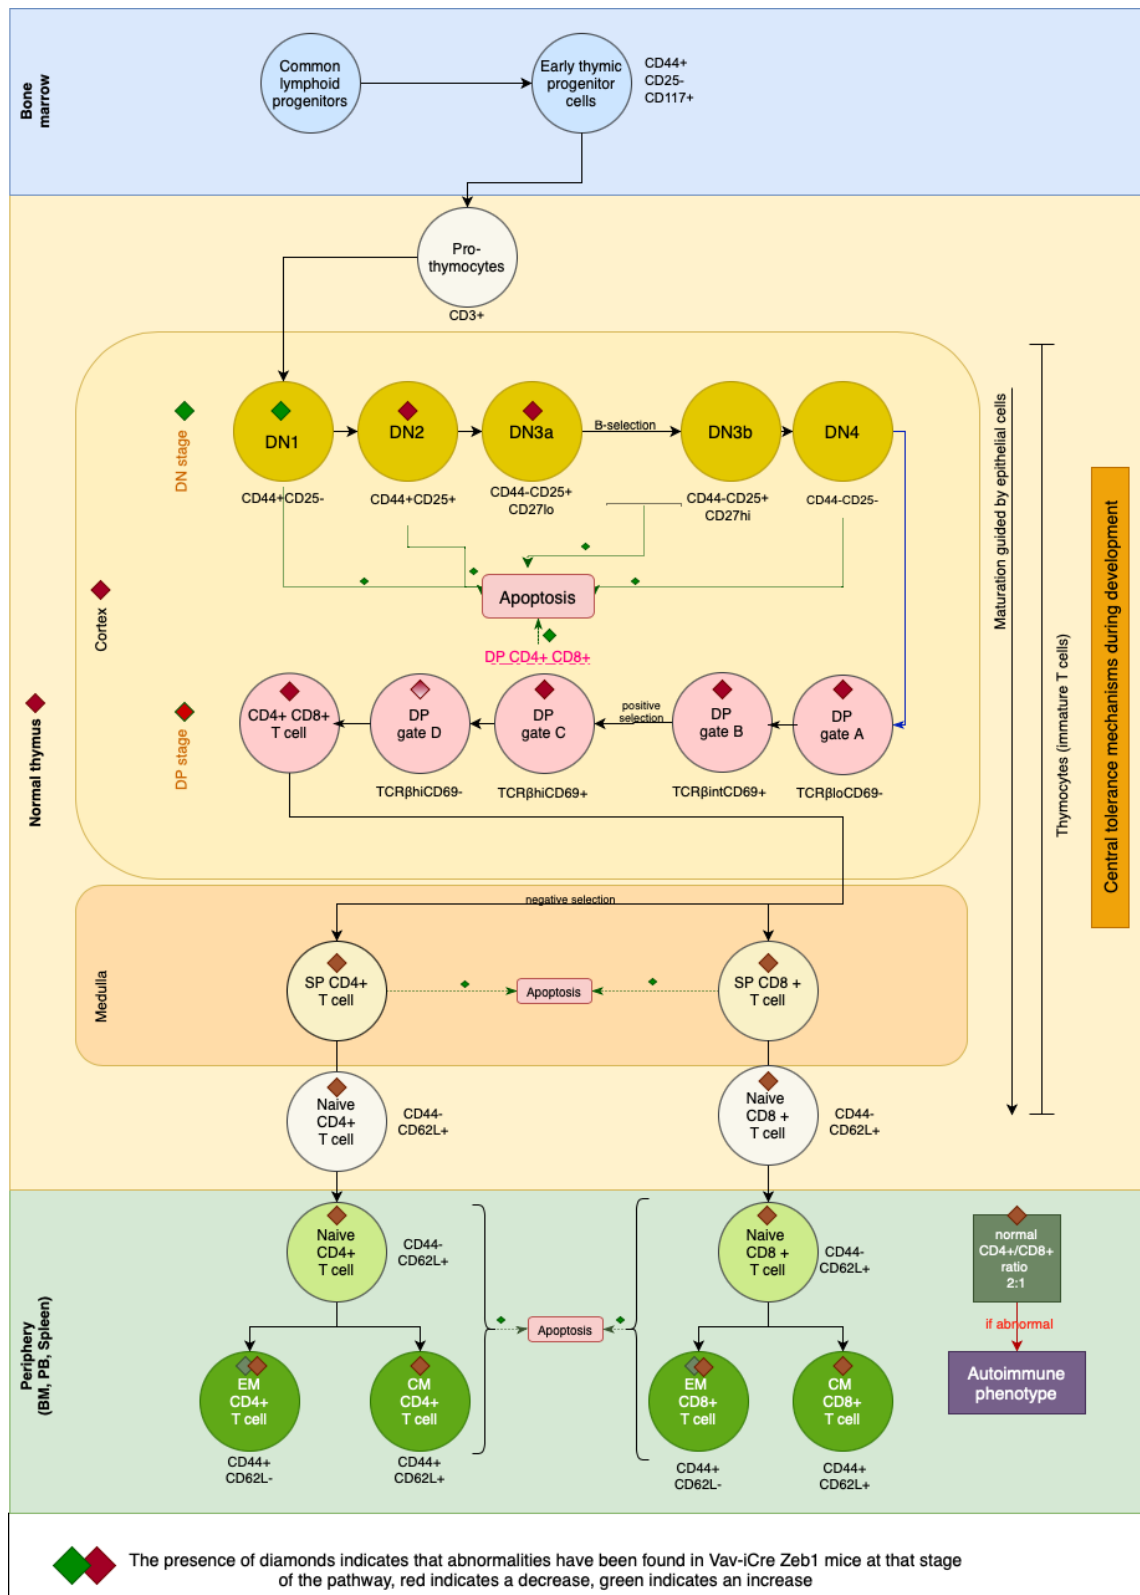 Bone
marrow
Common
lymphoid
progenitors
Early thymic
progenitor
cells
CD44+
CD25-
CD117+
Pro-
thymocytes
CD3+
Normal thymus
Cortex
DN stage
DN1
DN2
DN3a
B-selection
DN3b
DN4
CD44+CD25-
CD44+CD25+
CD44-CD25+
CD27lo
CD44-CD25+
CD27hi
CD44-CD25-
Apoptosis
DP CD4+ CD8+
DP stage
CD4+ CD8+
T cell
DP
gate D
DP
gate C
positive
selection
DP
gate B
DP
gate A
TCRβhiCD69-
TCRβhiCD69+
TCRβintCD69+
TCRβloCD69-
Maturation guided by epithelial cells
Thymocytes (immature T cells)
Central tolerance mechanisms during development
Medulla
negative selection
SP CD4+
T cell
Apoptosis
SP CD8 +
T cell
Naive
CD4+
T cell
CD44-
CD62L+
Naive
CD8 +
T cell
CD44-
CD62L+
Periphery
(BM, PB, Spleen)
Naive
CD4+
T cell
CD44-
CD62L+
Naive
CD8 +
T cell
CD44-
CD62L+
Apoptosis
EM
CD4+
T cell
CM
CD4+
T cell
EM
CD8+
T cell
CM
CD8+
T cell
CD44+
CD62L-
CD44+
CD62L+
CD44+
CD62L-
CD44+
CD62L+
normal
CD4+/CD8+
ratio
2:1
if abnormal
Autoimmune
phenotype
The presence of diamonds indicates that abnormalities have been found in Vav-iCre Zeb1 mice at that stage
of the pathway, red indicates a decrease, green indicates an increase